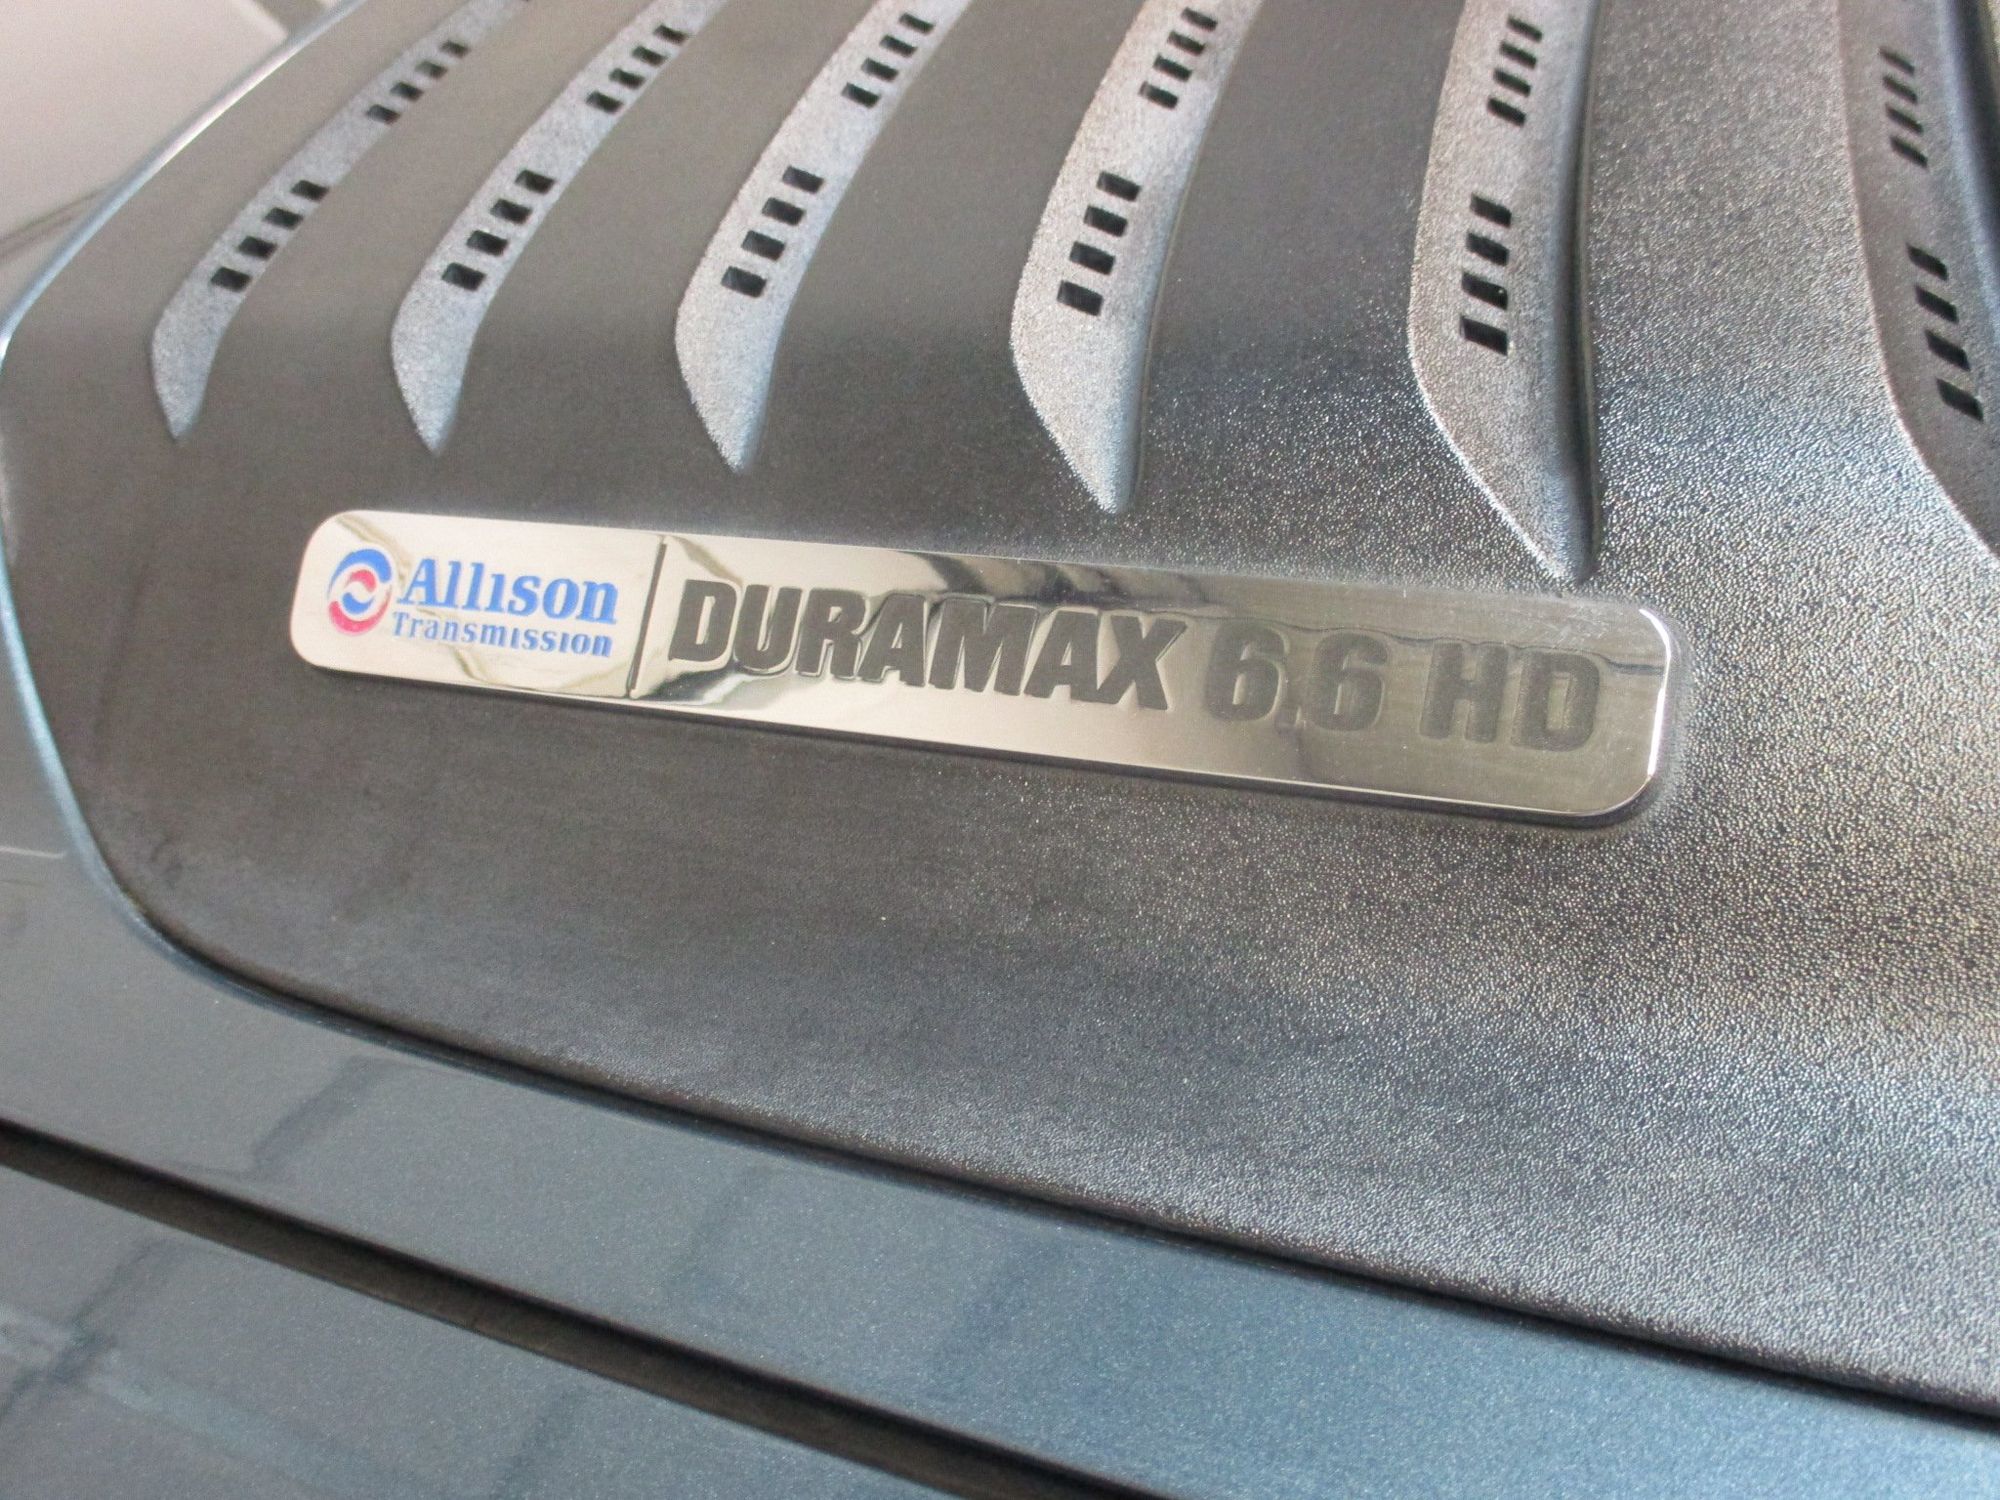 Allison
Transmission
DURAMAX 6.6 HD